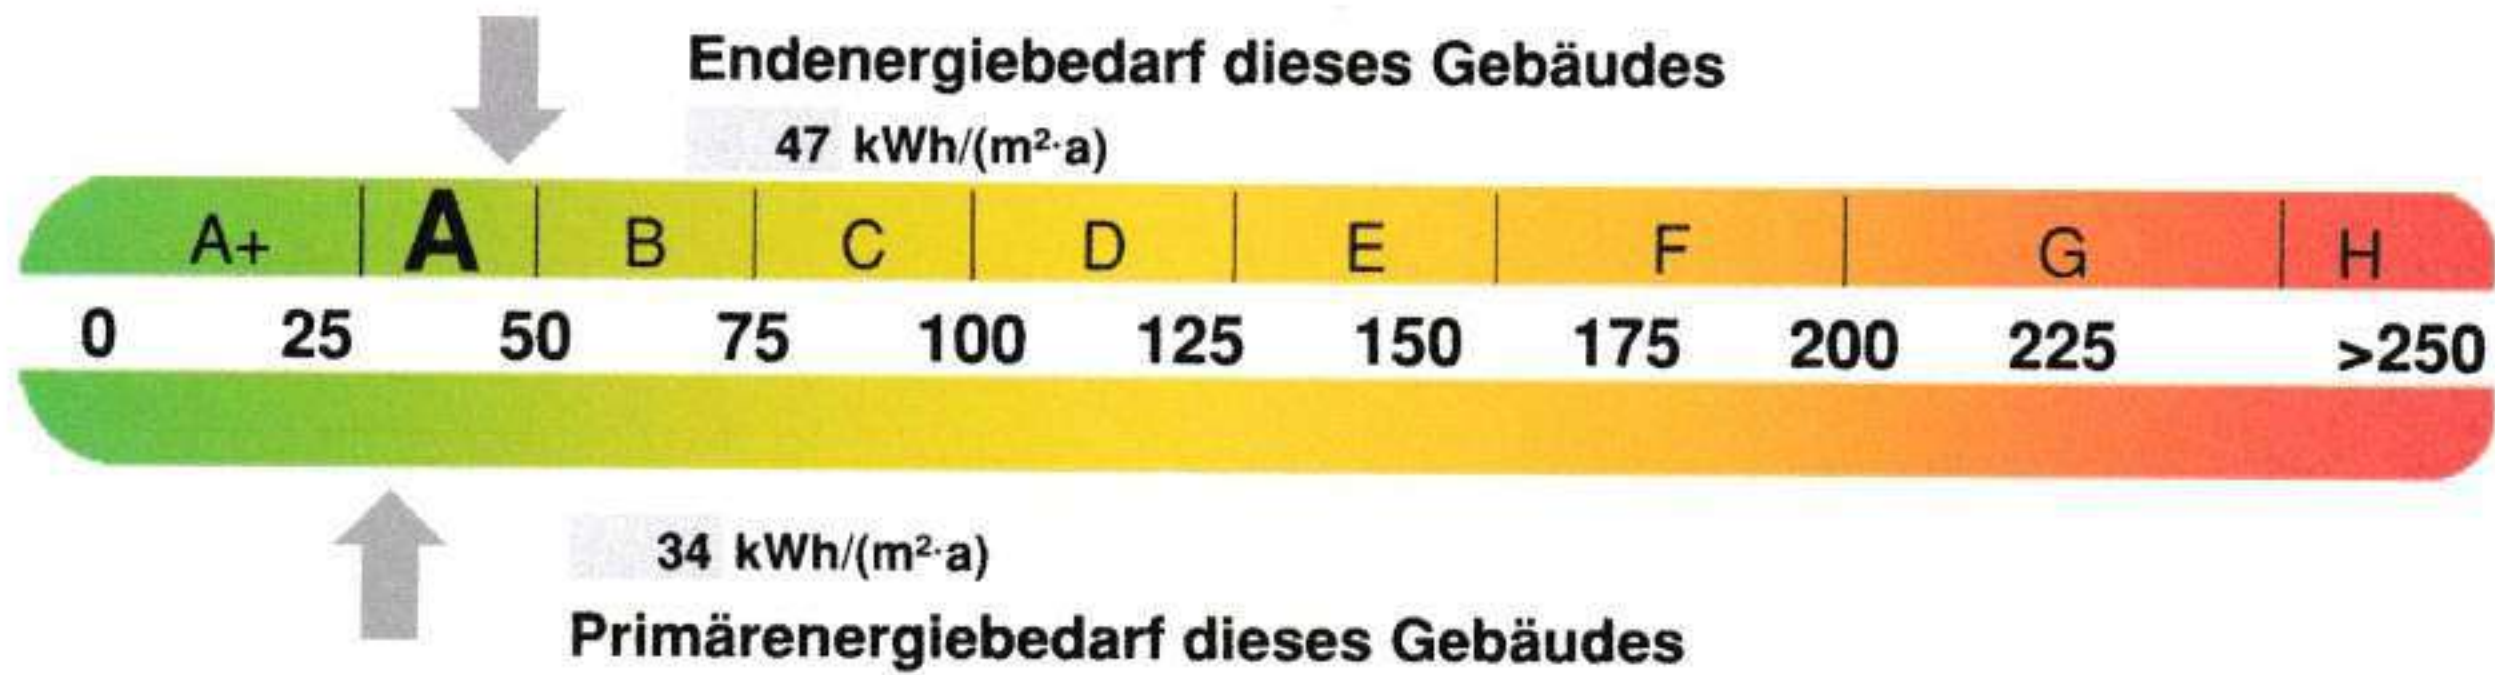 Endenergiebedarf dieses Gebäudes
47 kWh/(m²·a)
A+ A B C D E F G H
0 25 50 75 100 125 150 175 200 225 >250
34 kWh/(m²·a)
Primärenergiebedarf dieses Gebäudes